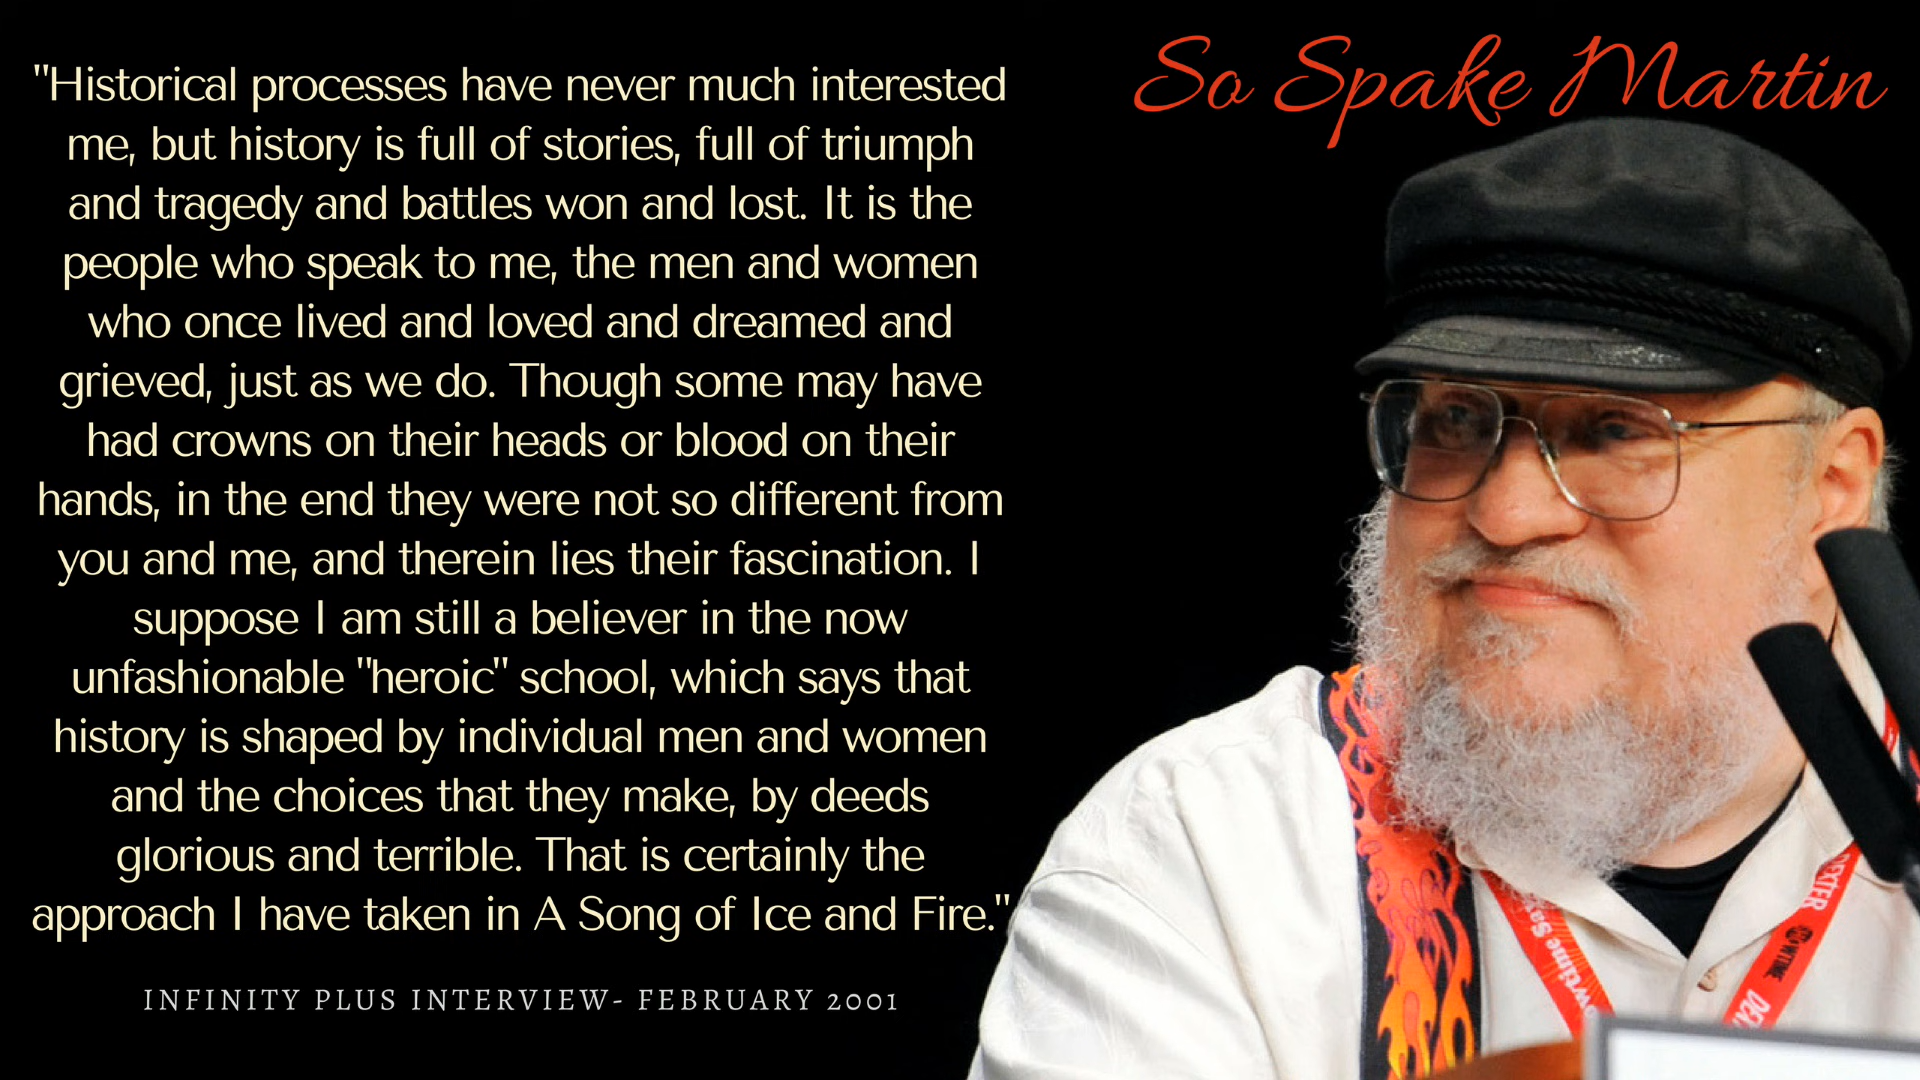 So Spake Martin
"Historical processes have never much interested
me, but history is full of stories, full of triumph
and tragedy and battles won and lost. It is the
people who speak to me, the men and women
who once lived and loved and dreamed and
grieved, just as we do. Though some may have
had crowns on their heads or blood on their
hands, in the end they were not so different from
you and me, and therein lies their fascination. I
suppose I am still a believer in the now
unfashionable "heroic" school, which says that
history is shaped by individual men and women
and the choices that they make, by deeds
glorious and terrible. That is certainly the
approach I have taken in A Song of Ice and Fire."
INFINITY PLUS INTERVIEW- FEBRUARY 2001
DEXTER
SHOWTIME